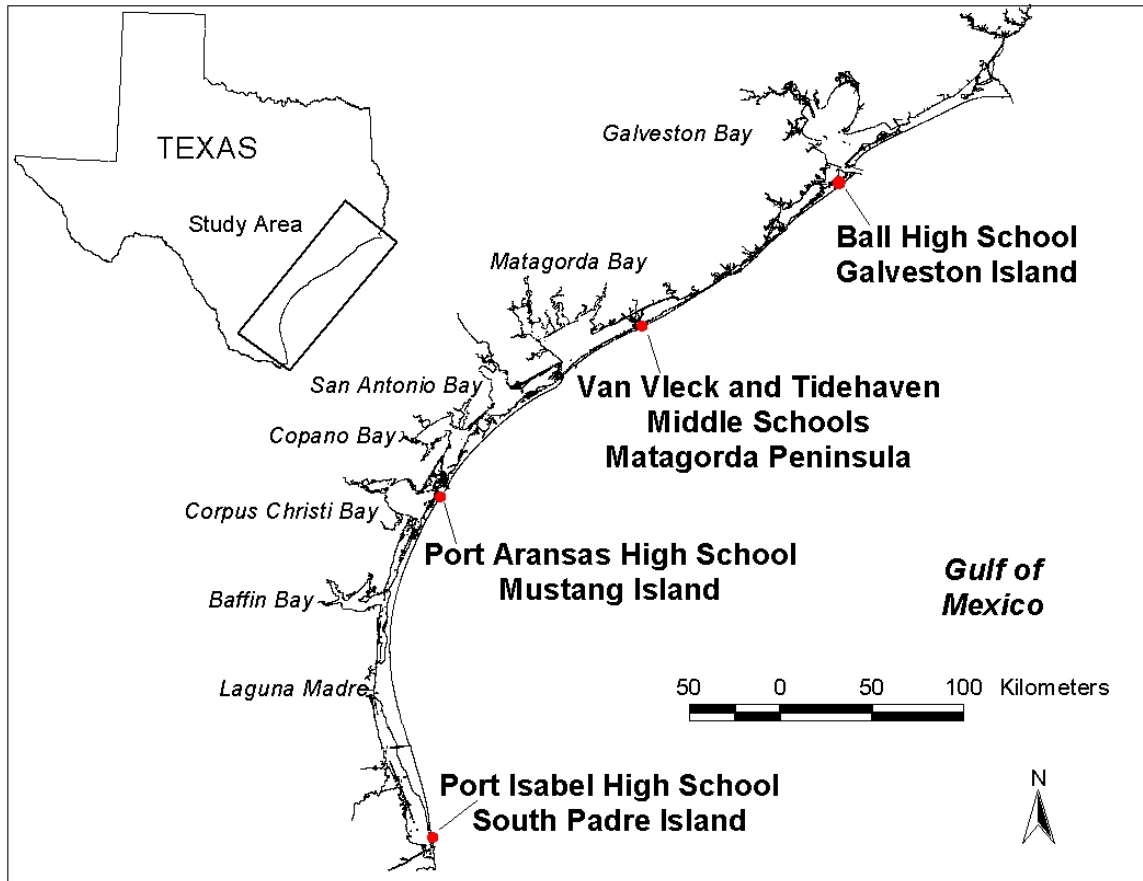 TEXAS
Study Area
Galveston Bay
Ball High School
Galveston Island
Matagorda Bay
Van Vleck and Tidehaven
Middle Schools
Matagorda Peninsula
San Antonio Bay
Copano Bay
Corpus Christi Bay
Port Aransas High School
Mustang Island
Gulf of
Mexico
Baffin Bay
Laguna Madre
50 0 50 100 Kilometers
Port Isabel High School
South Padre Island
N